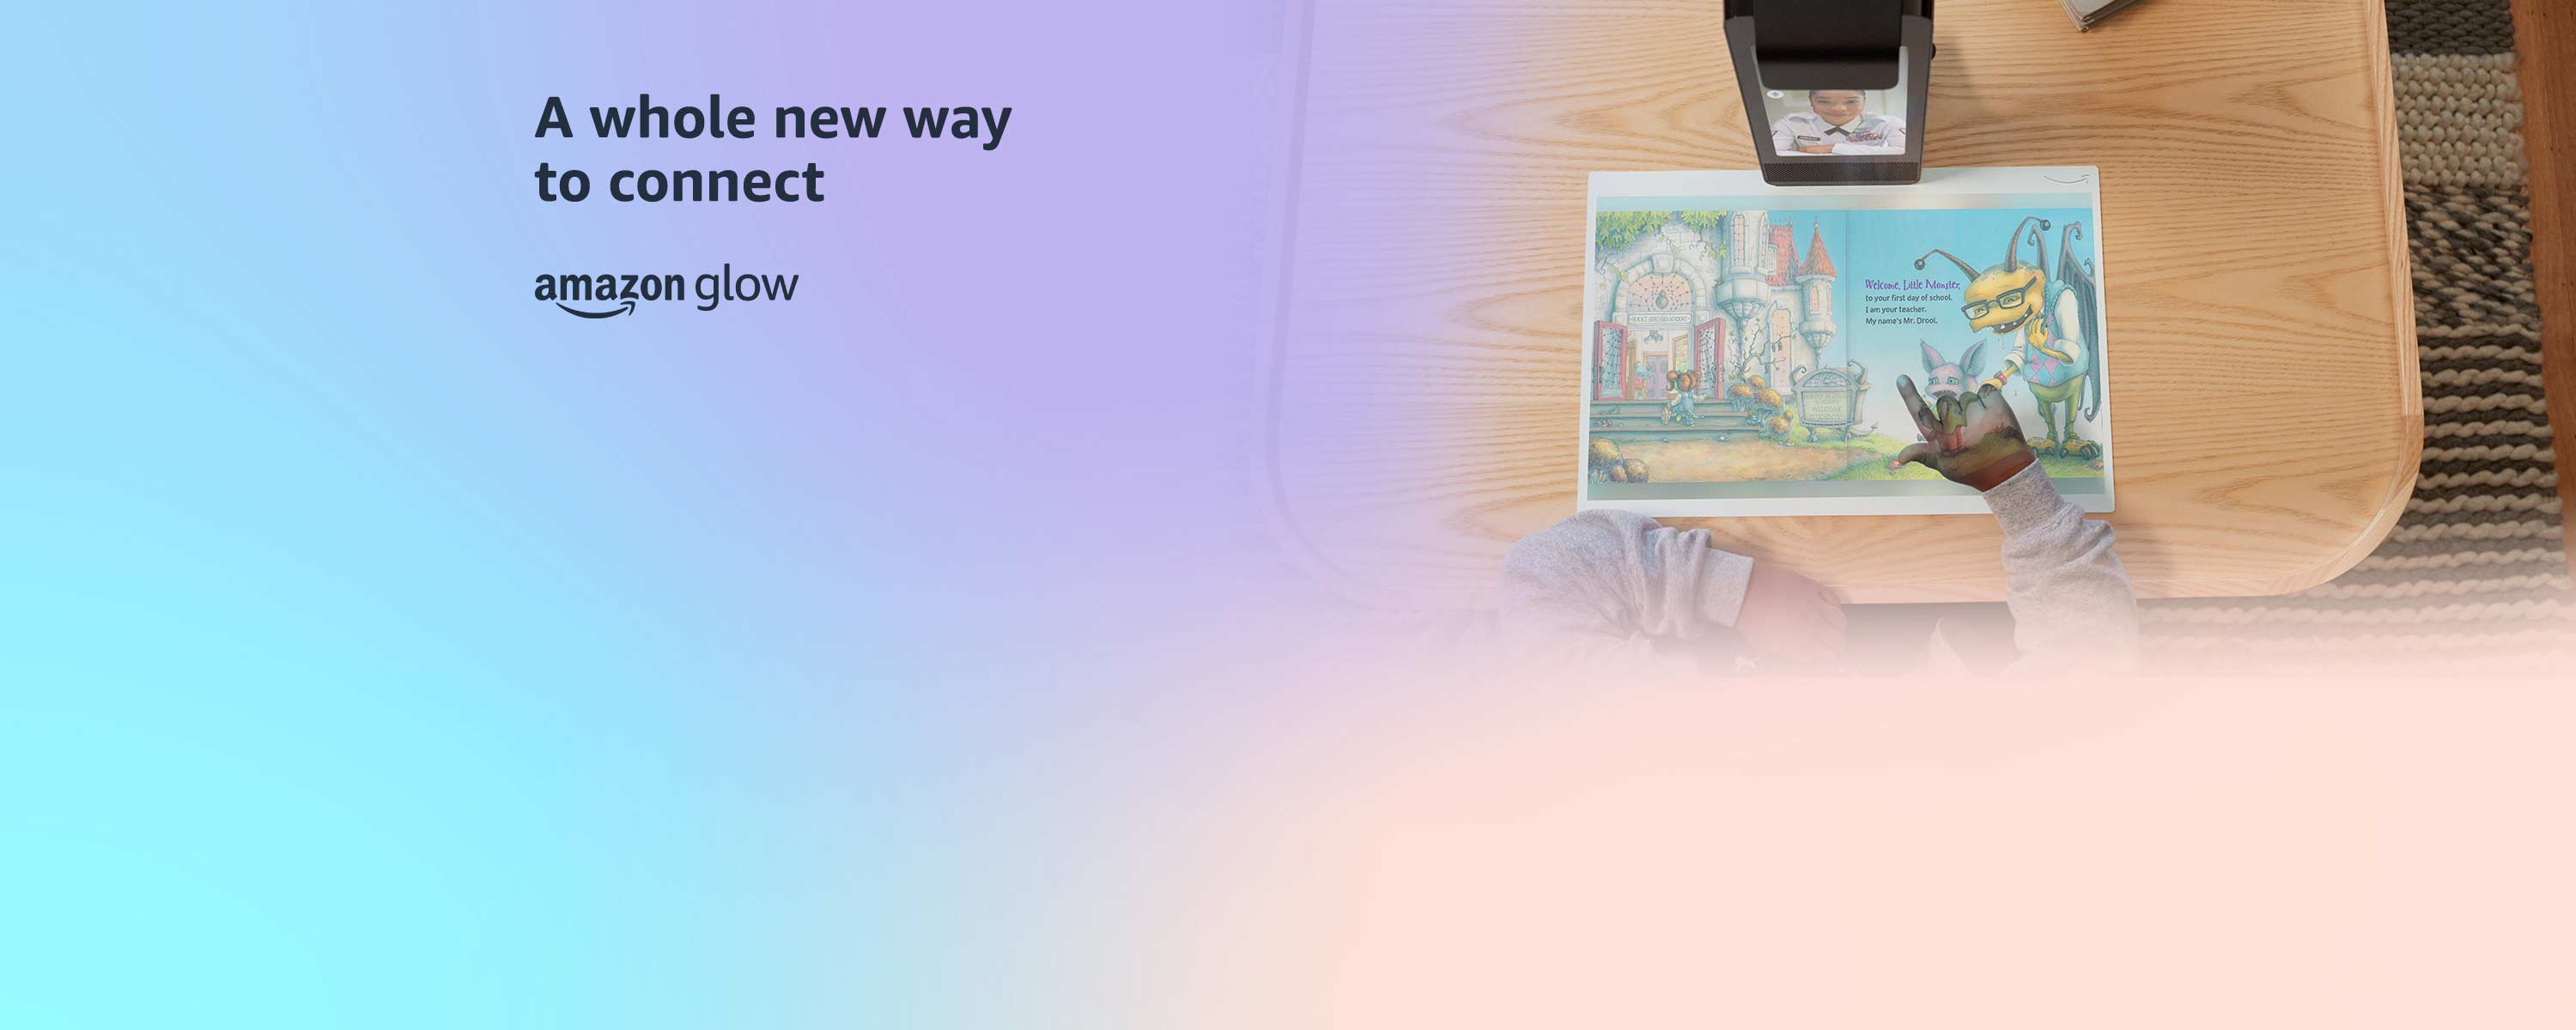 A whole new way
to connect
amazon glow
Welcome, Little Monster,
to your first day of school.
I am your teacher.
My name's Mr. Drool.